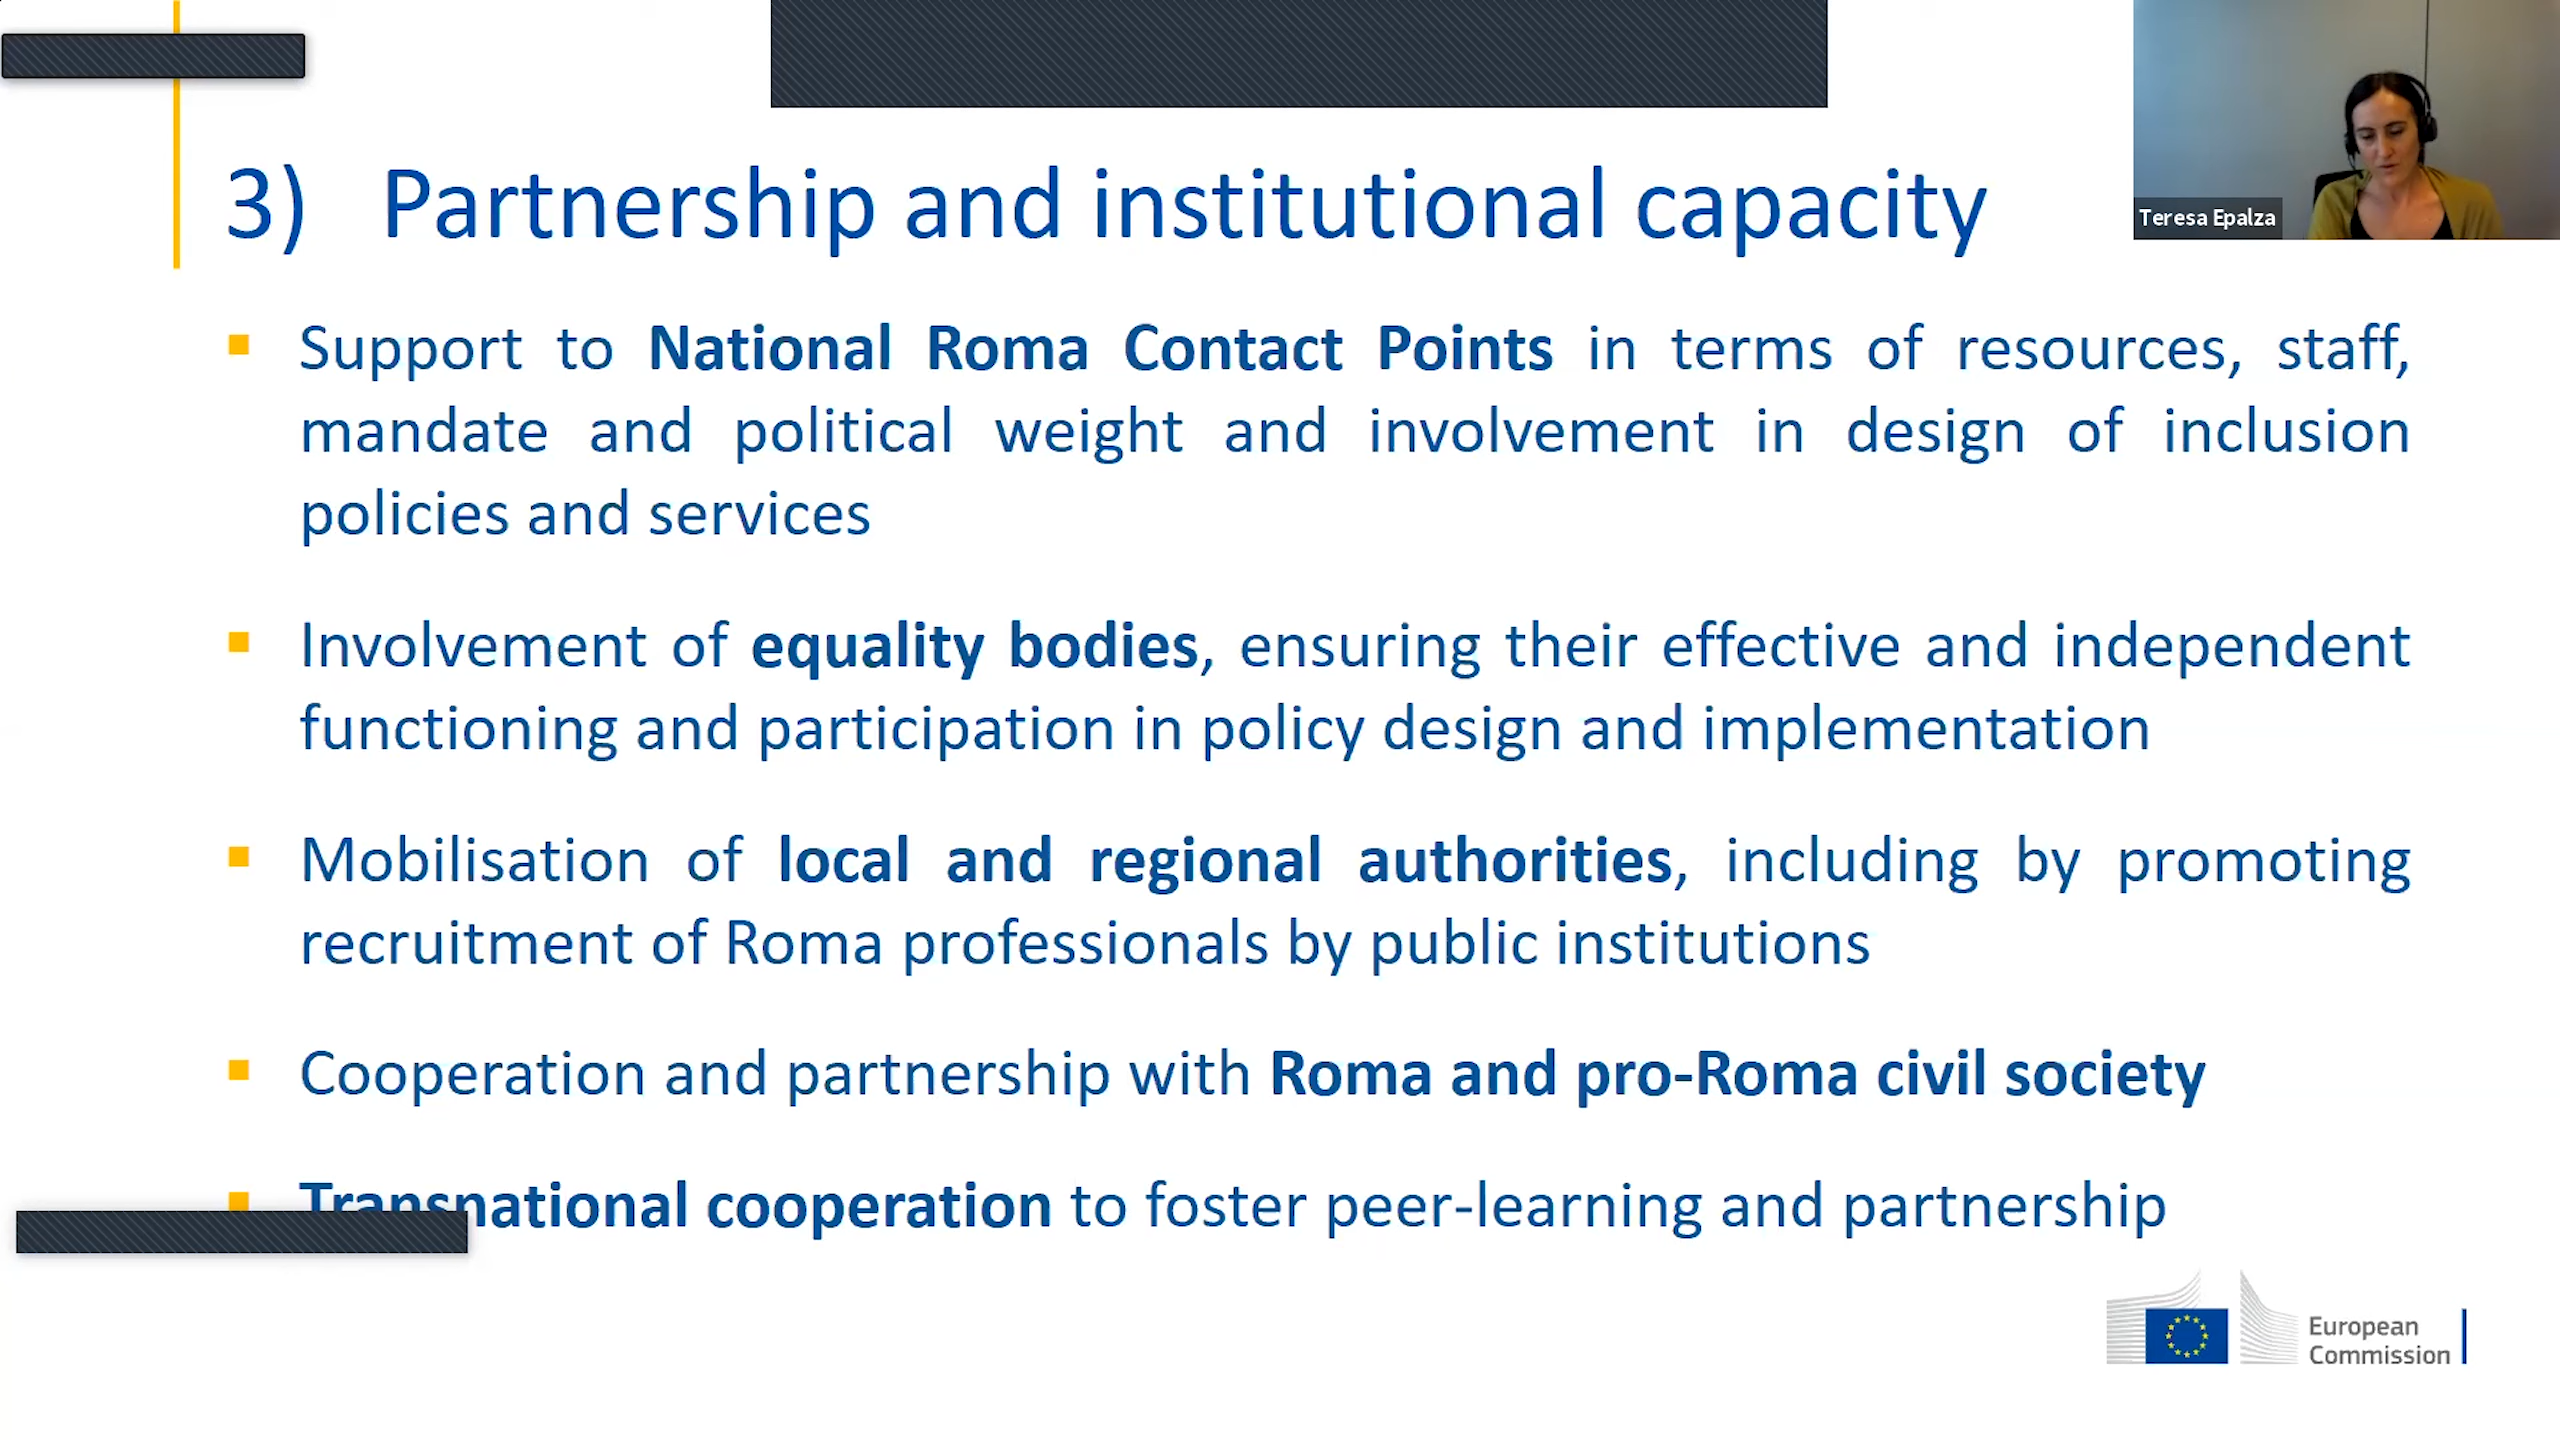 3) Partnership and institutional capacity
Teresa Epalza
Support to National Roma Contact Points in terms of resources, staff,
mandate and political weight and involvement in design of inclusion
policies and services
Involvement of equality bodies, ensuring their effective and independent
functioning and participation in policy design and implementation
Mobilisation of local and regional authorities, including by promoting
recruitment of Roma professionals by public institutions
Cooperation and partnership with Roma and pro-Roma civil society
Transnational cooperation to foster peer-learning and partnership
European
Commission